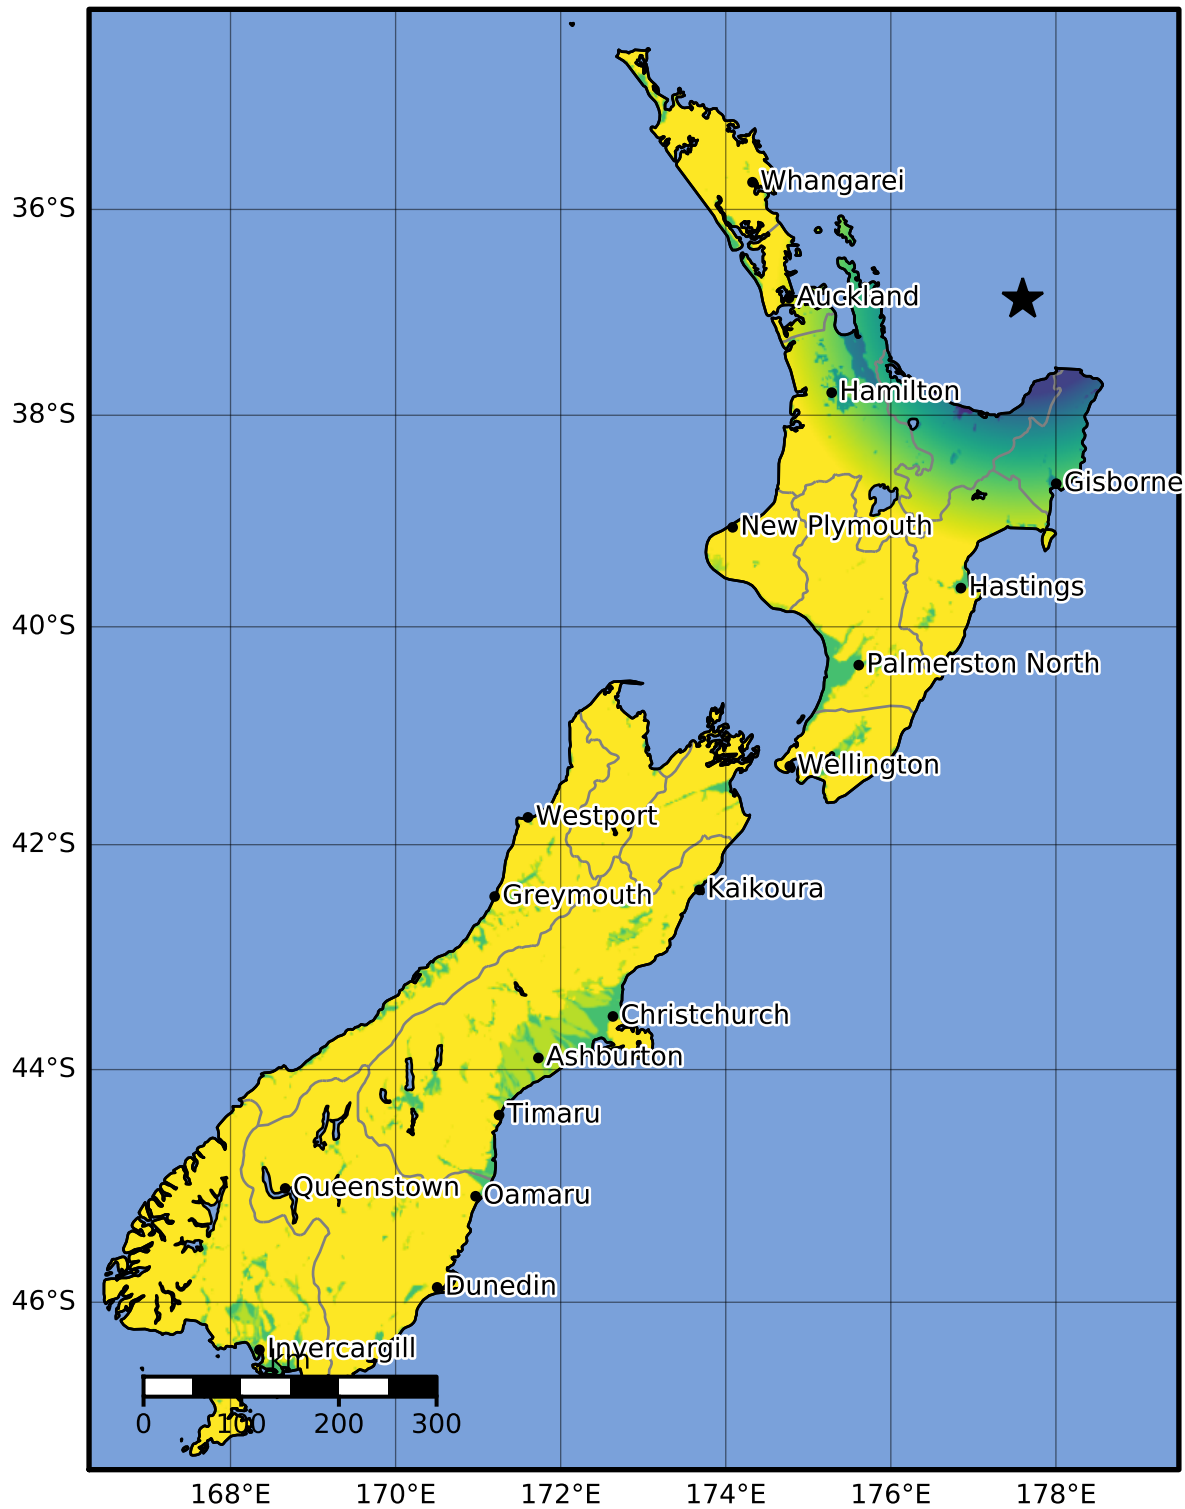 Whangarei
36°S
Auckland
Hamilton
38°S
Gisborne
New Plymouth
Hastings
40°S
Palmerston North
Wellington
Westport
42°S
Kaikoura
Greymouth
Christchurch
Ashburton
44°S
Timaru
Queenstown
Oamaru
Dunedin
46°S
Invercargill
km
0 100 200 300
168°E 170°E 172°E 174°E 176°E 178°E